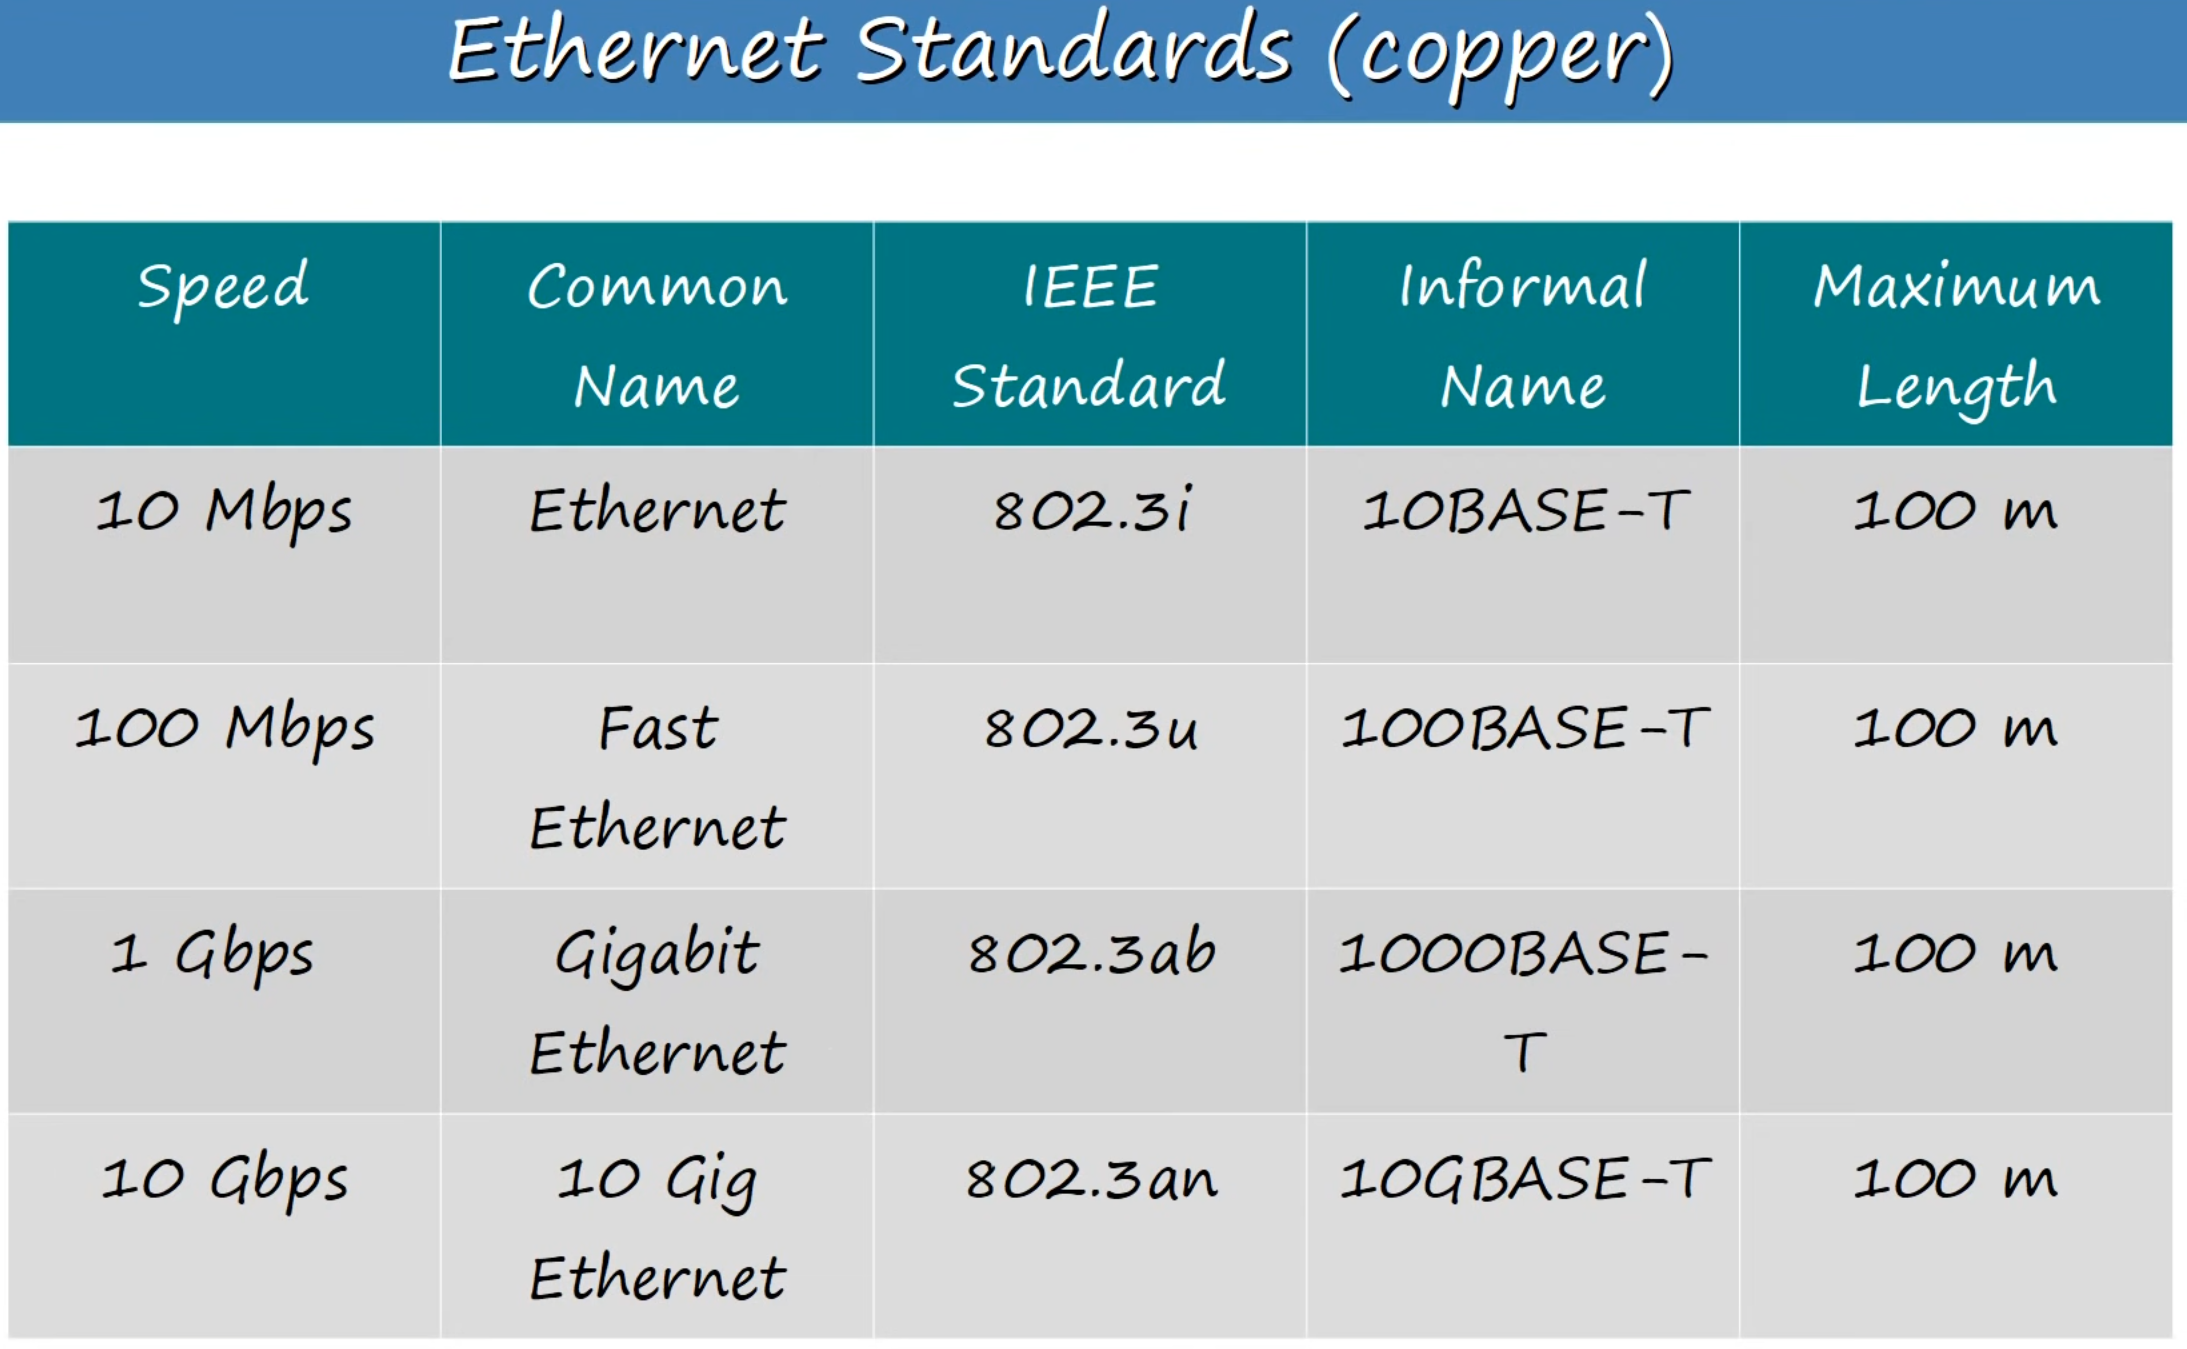 Ethernet Standards (copper)
Speed
Common
Name
IEEE
Standard
Informal
Name
Maximum
Length
10 Mbps
Ethernet
802.3i
10BASE-T
100 m
100 Mbps
Fast
Ethernet
802.3u
100BASE-T
100 m
1 Gbps
Gigabit
Ethernet
802.3ab
1000BASE-
T
100 m
10 Gbps
10 Gig
Ethernet
802.3an
10GBASE-T
100 m